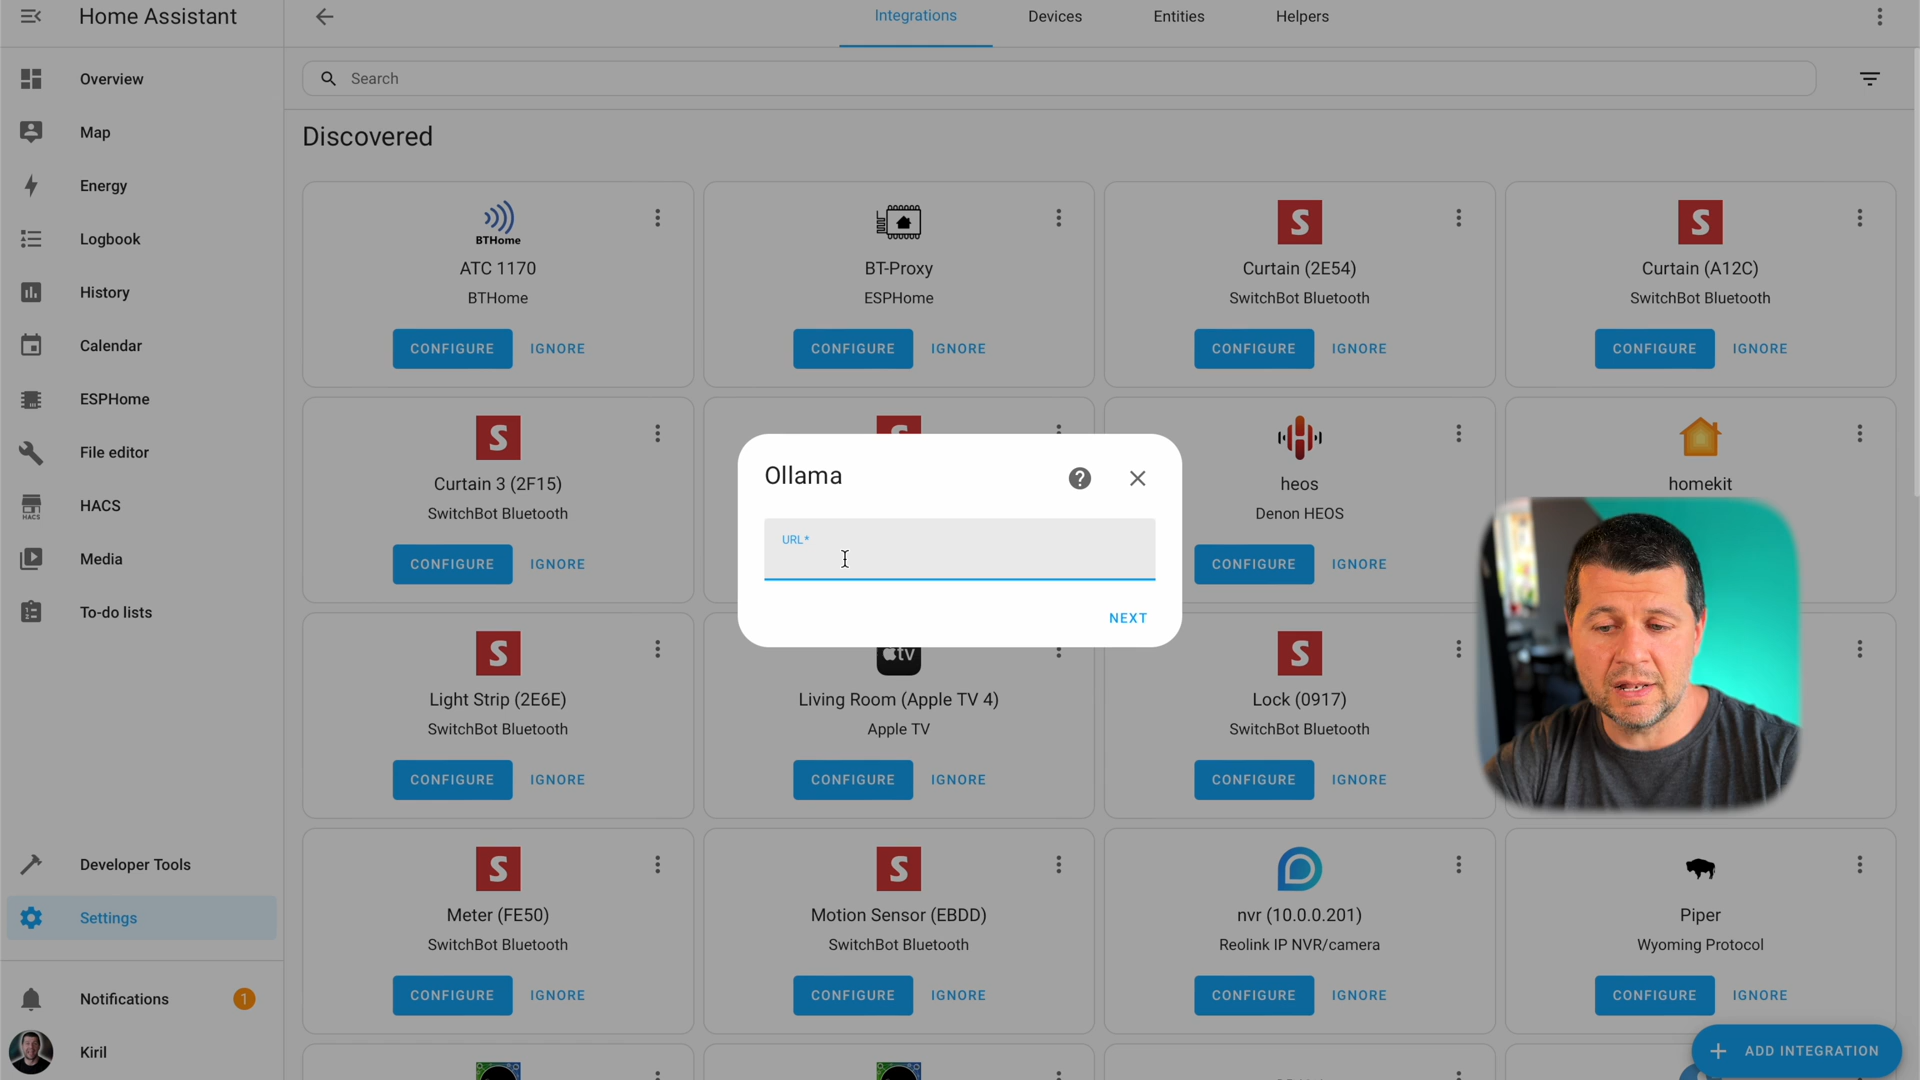 Home Assistant
Integrations
Devices
Entities
Helpers
Overview
Map
Energy
Logbook
History
Calendar
ESPHome
File editor
HACS
HACS
Media
To-do lists
Developer Tools
Settings
Notifications
1
Kiril
Search
Discovered
BTHome
ATC 1170
BTHome
CONFIGURE
IGNORE
BT-Proxy
ESPHome
CONFIGURE
IGNORE
S
Curtain (2E54)
SwitchBot Bluetooth
CONFIGURE
IGNORE
S
Curtain (A12C)
SwitchBot Bluetooth
CONFIGURE
IGNORE
S
Curtain 3 (2F15)
SwitchBot Bluetooth
CONFIGURE
IGNORE
Ollama
?
URL*
NEXT
heos
Denon HEOS
CONFIGURE
IGNORE
homekit
S
Light Strip (2E6E)
SwitchBot Bluetooth
CONFIGURE
IGNORE
tv
Living Room (Apple TV 4)
Apple TV
CONFIGURE
IGNORE
S
Lock (0917)
SwitchBot Bluetooth
CONFIGURE
IGNORE
S
Meter (FE50)
SwitchBot Bluetooth
CONFIGURE
IGNORE
S
Motion Sensor (EBDD)
SwitchBot Bluetooth
CONFIGURE
IGNORE
nvr (10.0.0.201)
Reolink IP NVR/camera
CONFIGURE
IGNORE
Piper
Wyoming Protocol
CONFIGURE
IGNORE
ADD INTEGRATION